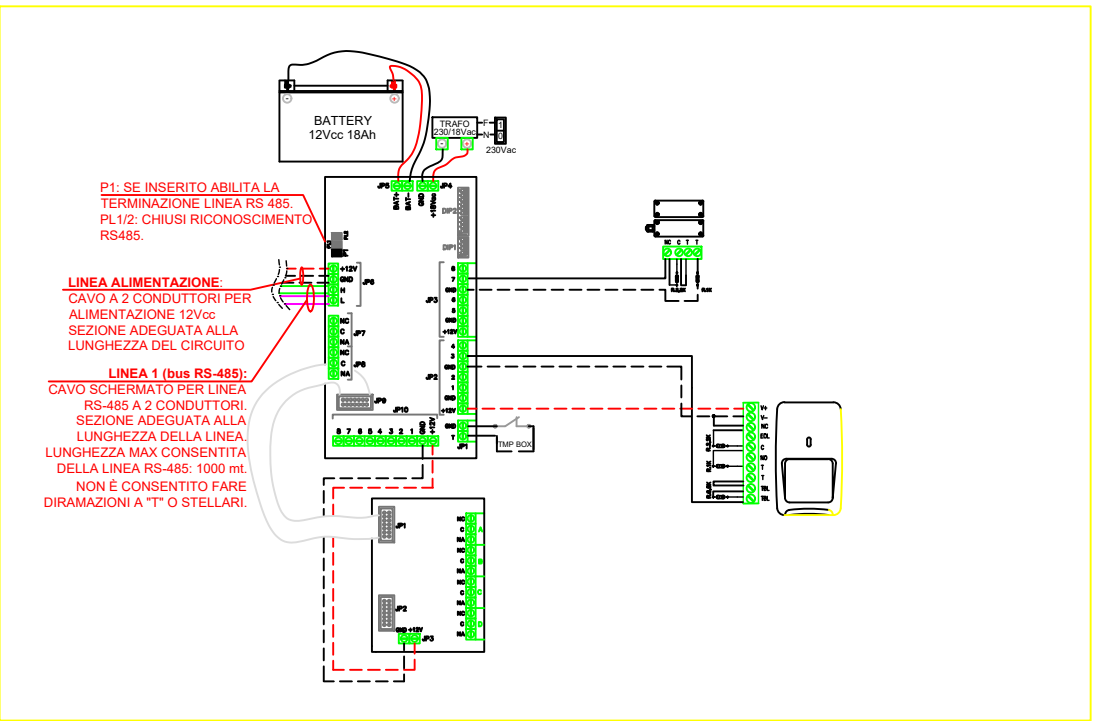 BATTERY
12Vcc 18Ah
-
+
TRAFO
230/18Vac
-
+
F
N
1
0
230Vac
P1: SE INSERITO ABILITA LA
TERMINAZIONE LINEA RS 485.
PL1/2: CHIUSI RICONOSCIMENTO
RS485.
LINEA ALIMENTAZIONE:
CAVO A 2 CONDUTTORI PER
ALIMENTAZIONE 12Vcc
SEZIONE ADEGUATA ALLA
LUNGHEZZA DEL CIRCUITO
LINEA 1 (bus RS-485):
CAVO SCHERMATO PER LINEA
RS-485 A 2 CONDUTTORI.
SEZIONE ADEGUATA ALLA
LUNGHEZZA DELLA LINEA.
LUNGHEZZA MAX CONSENTITA
DELLA LINEA RS-485: 1000 mt.
NON È CONSENTITO FARE
DIRAMAZIONI A "T" O STELLARI.
JP5
BAT+
BAT-
JP4
GND
+18Vac
DIP2
DIP1
+12V
GND
H
L
JP6
NC
C
NA
JP7
NC
C
NA
JP8
JP9
JP10
8 7 6 5 4 3 2 1 GND +12V
8
7
GND
6
5
GND
+12V
JP3
4
3
GND
2
1
GND
+12V
JP2
GND
T
JP1
TMP BOX
NC C T T
V+
V-
NC
EOL
C
NO
T
T
TBL
TBL
JP1
JP2
GND +12V
JP3
NC
C
NA
A
NC
C
NA
B
NC
C
NA
C
NC
C
NA
D